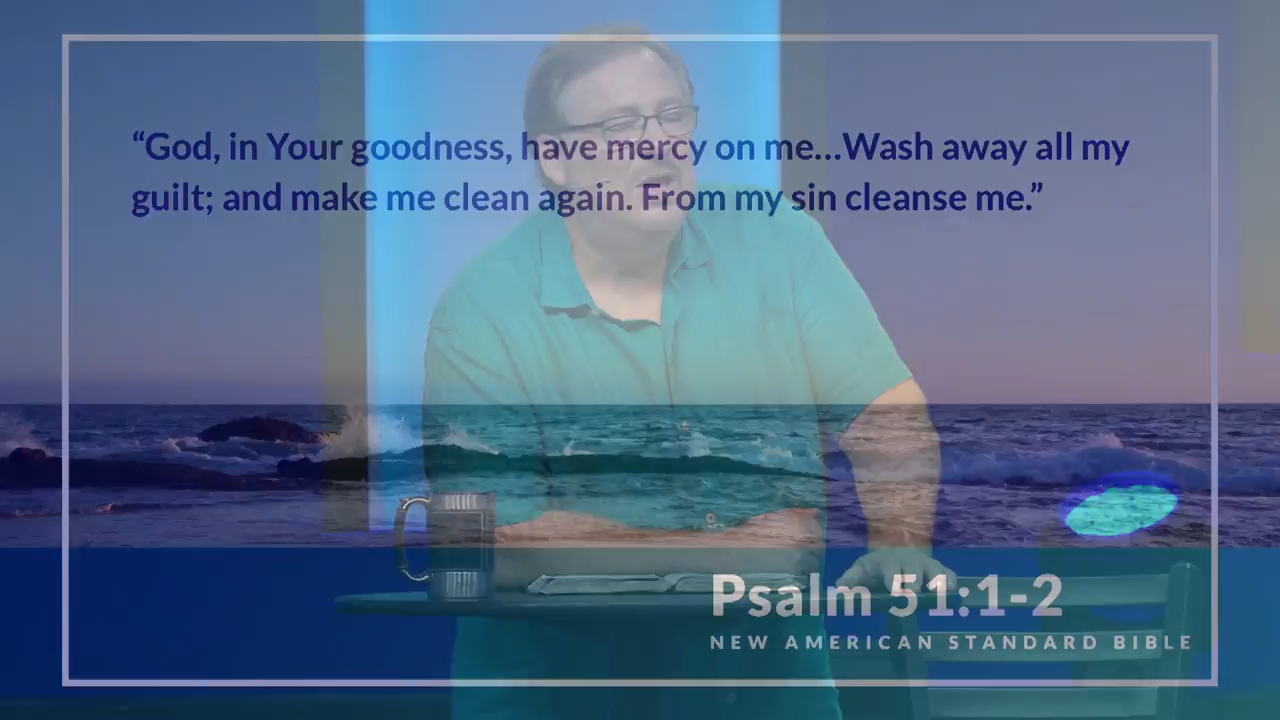 “God, in Your goodness, have mercy on me...Wash away all my
guilt; and make me clean again. From my sin cleanse me.”
Psalm 51:1-2
NEW AMERICAN STANDARD BIBLE